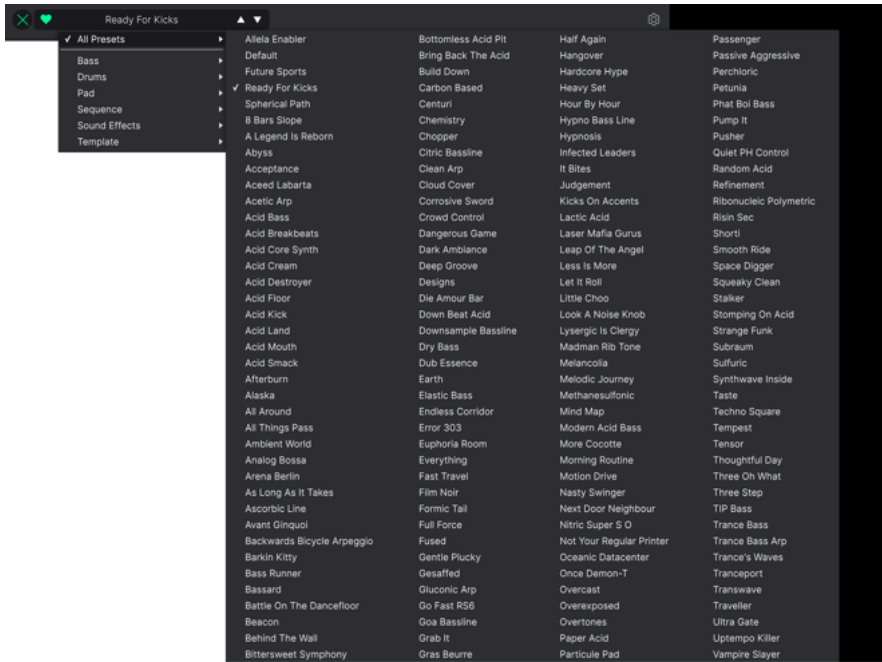 Ready For Kicks
All Presets
Bass
Drums
Pad
Sequence
Sound Effects
Template
Allela Enabler
Default
Future Sports
Ready For Kicks
Spherical Path
8 Bars Slope
A Legend Is Reborn
Abyss
Acceptance
Aceed Labarta
Acetic Arp
Acid Bass
Acid Breakbeats
Acid Core Synth
Acid Cream
Acid Destroyer
Acid Floor
Acid Kick
Acid Land
Acid Mouth
Acid Smack
Afterburn
Alaska
All Around
All Things Pass
Ambient World
Analog Bossa
Arena Berlin
As Long As It Takes
Ascorbic Line
Avant Ginquoi
Backwards Bicycle Arpeggio
Barkin Kitty
Bass Runner
Bassard
Battle On The Dancefloor
Beacon
Behind The Wall
Bittersweet Symphony
Bottomless Acid Pit
Bring Back The Acid
Build Down
Carbon Based
Centuri
Chemistry
Chopper
Citric Bassline
Clean Arp
Cloud Cover
Corrosive Sword
Crowd Control
Dangerous Game
Dark Ambiance
Deep Groove
Designs
Die Amour Bar
Down Beat Acid
Downsample Bassline
Dry Bass
Dub Essence
Earth
Elastic Bass
Endless Corridor
Error 303
Euphoria Room
Everything
Fast Travel
Film Noir
Formic Tail
Full Force
Fused
Gentle Plucky
Gesaffed
Gluconic Arp
Go Fast RS6
Goa Bassline
Grab It
Gras Beurre
Half Again
Hangover
Hardcore Hype
Heavy Set
Hour By Hour
Hypno Bass Line
Hypnosis
Infected Leaders
It Bites
Judgement
Kicks On Accents
Lactic Acid
Laser Mafia Gurus
Leap Of The Angel
Less Is More
Let It Roll
Little Choo
Look A Noise Knob
Lysergic Is Clergy
Madman Rib Tone
Melancolia
Melodic Journey
Methanesulfonic
Mind Map
Modern Acid Bass
More Cocotte
Morning Routine
Motion Drive
Nasty Swinger
Next Door Neighbour
Nitric Super S O
Not Your Regular Printer
Oceanic Datacenter
Once Demon-T
Overcast
Overexposed
Overtones
Paper Acid
Particule Pad
Passenger
Passive Aggressive
Perchloric
Petunia
Phat Boi Bass
Pump It
Pusher
Quiet PH Control
Random Acid
Refinement
Ribonucleic Polymetric
Risin Sec
Shorti
Smooth Ride
Space Digger
Squeaky Clean
Stalker
Stomping On Acid
Strange Funk
Subraum
Sulfuric
Synthwave Inside
Taste
Techno Square
Tempest
Tensor
Thoughtful Day
Three Oh What
Three Step
TIP Bass
Trance Bass
Trance Bass Arp
Trance's Waves
Tranceport
Transwave
Traveller
Ultra Gate
Uptempo Killer
Vampire Slayer